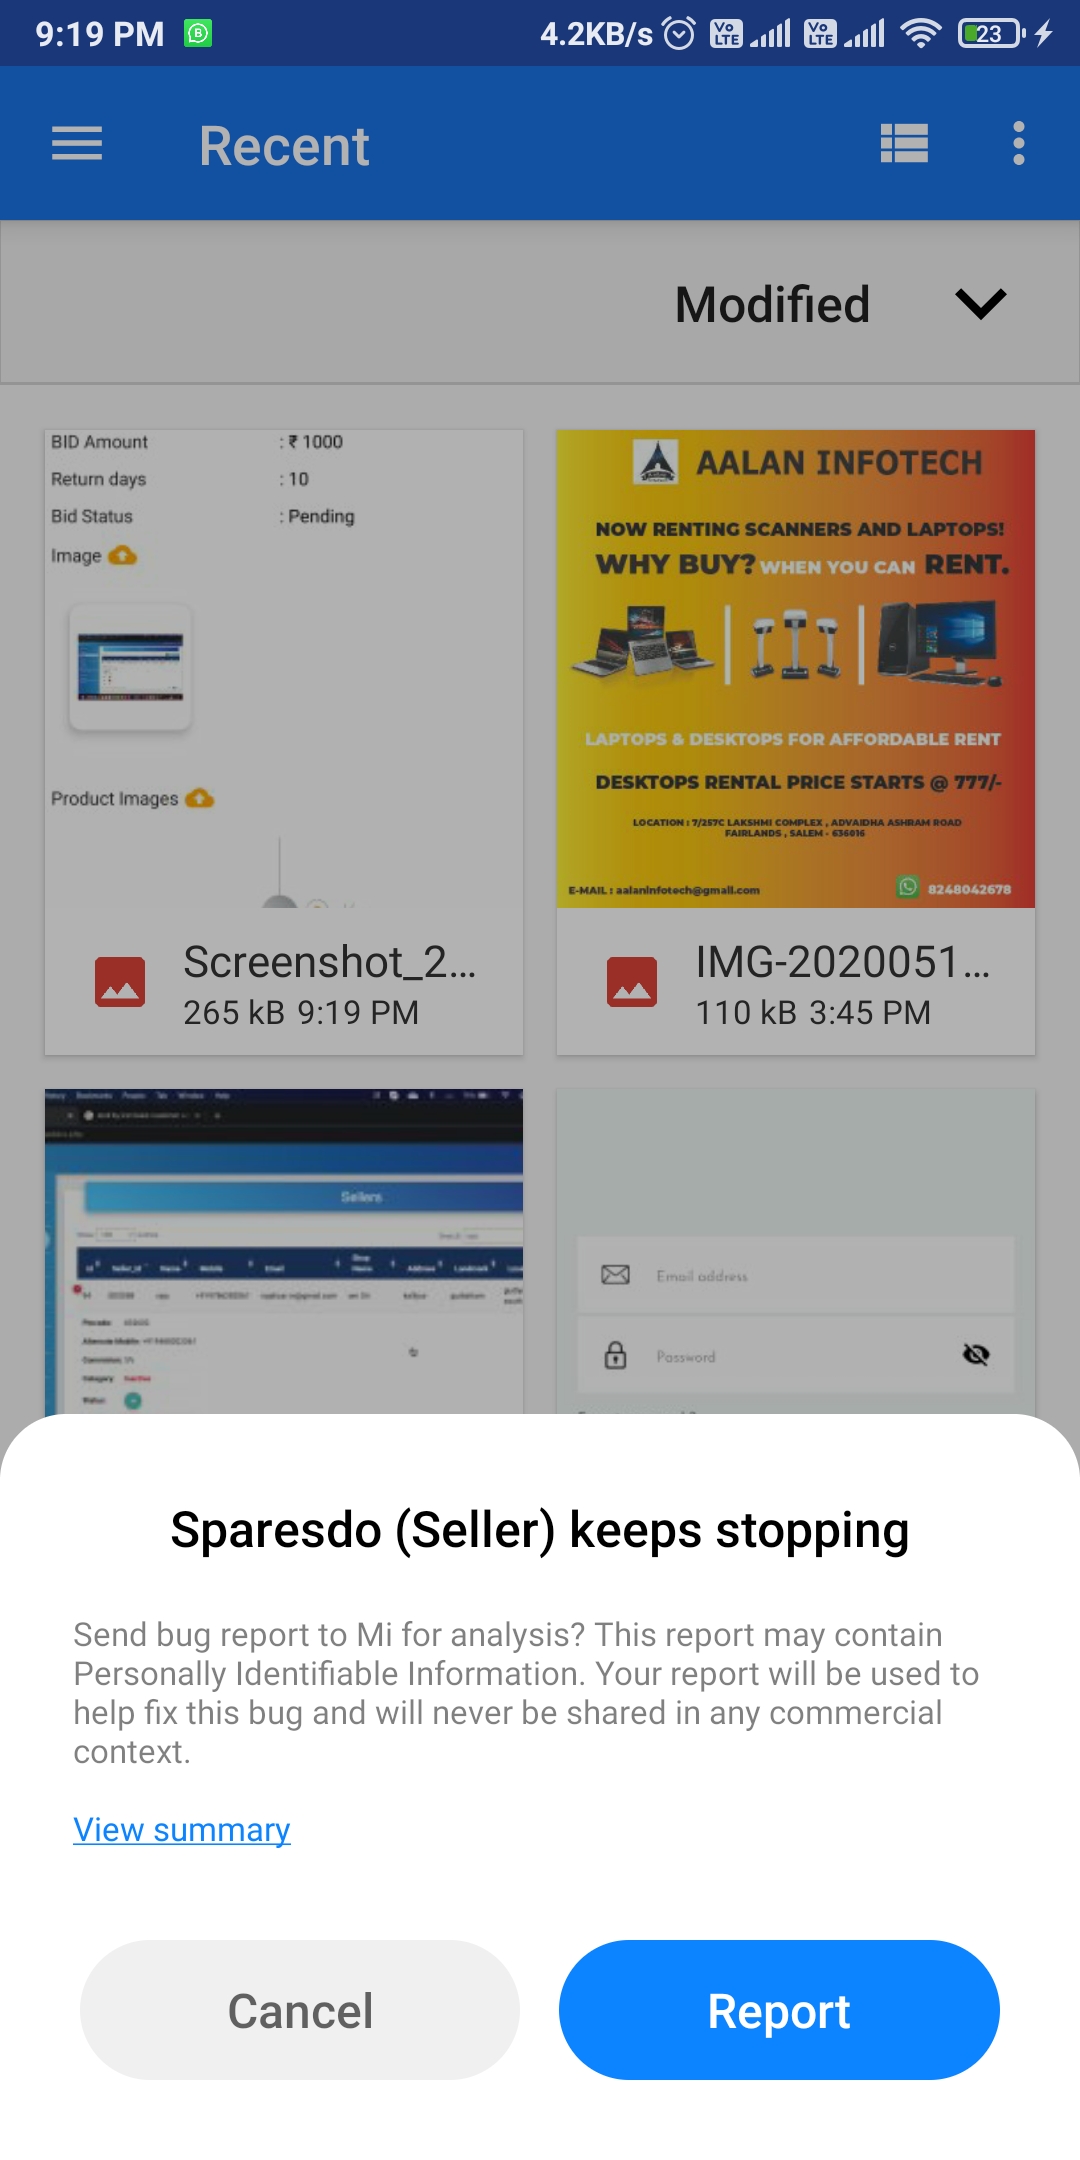 9:19 PM 4.2KB/s Vo LTE Vo LTE 23
Recent
Modified
BID Amount : ₹ 1000
Return days : 10
Bid Status : Pending
Image
Product Images
AALAN INFOTECH
NOW RENTING SCANNERS AND LAPTOPS!
WHY BUY? WHEN YOU CAN RENT.
LAPTOPS & DESKTOPS FOR AFFORDABLE RENT
DESKTOPS RENTAL PRICE STARTS @ 777/-
LOCATION : 7/257C LAKSHMI COMPLEX , ADVAIDHA ASHRAM ROAD
FAIRLANDS , SALEM - 636016
E-MAIL : aalaninfotech@gmail.com 8248042678
Screenshot_2...
265 kB 9:19 PM
IMG-2020051...
110 kB 3:45 PM
Sellers
Email address
Password
Sparesdo (Seller) keeps stopping
Send bug report to Mi for analysis? This report may contain
Personally Identifiable Information. Your report will be used to
help fix this bug and will never be shared in any commercial
context.
View summary
Cancel
Report